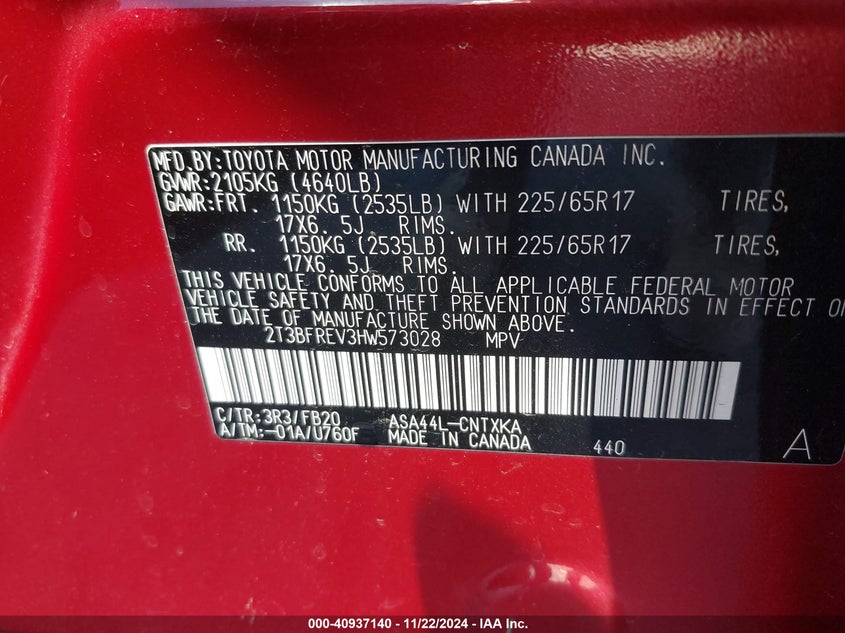 MFD.BY:TOYOTA MOTOR MANUFACTURING CANADA INC.
GVWR:2105KG (4640LB)
GAWR:FRT. 1150KG (2535LB) WITH 225/65R17 TIRES,
17X6. 5J RIMS.
RR. 1150KG (2535LB) WITH 225/65R17 TIRES,
17X6. 5J RIMS.
THIS VEHICLE CONFORMS TO ALL APPLICABLE FEDERAL MOTOR
VEHICLE SAFETY AND THEFT PREVENTION STANDARDS IN EFFECT
THE DATE OF MANUFACTURE SHOWN ABOVE.
2T3BFREV3HW573028 MPV
C/TR:3R3/FB20 ASA44L-CNTXKA
A/TM:-01A/U760F MADE IN CANADA
440 A
000-40937140 - 11/22/2024 - IAA Inc.